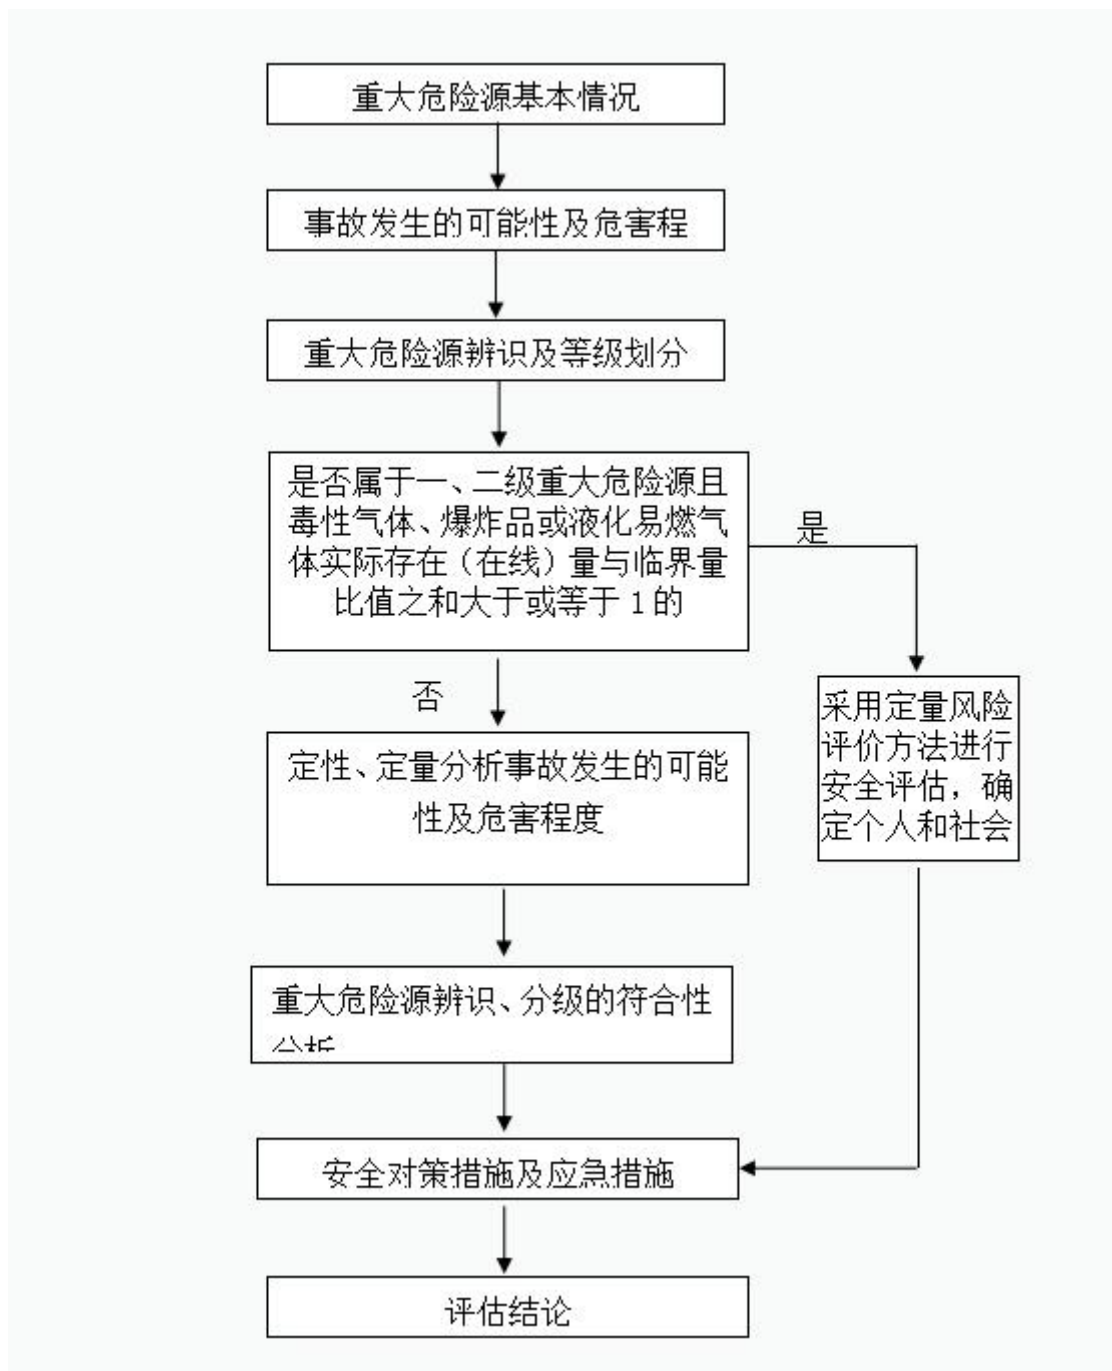 重大危险源基本情况
事故发生的可能性及危害程
重大危险源辨识及等级划分
是否属于一、二级重大危险源且
毒性气体、爆炸品或液化易燃气
体实际存在（在线）量与临界量
比值之和大于或等于 1 的
是
否
采用定量风险
评价方法进行
安全评估，确
定个人和社会
定性、定量分析事故发生的可能
性及危害程度
重大危险源辨识、分级的符合性
分析
安全对策措施及应急措施
评估结论